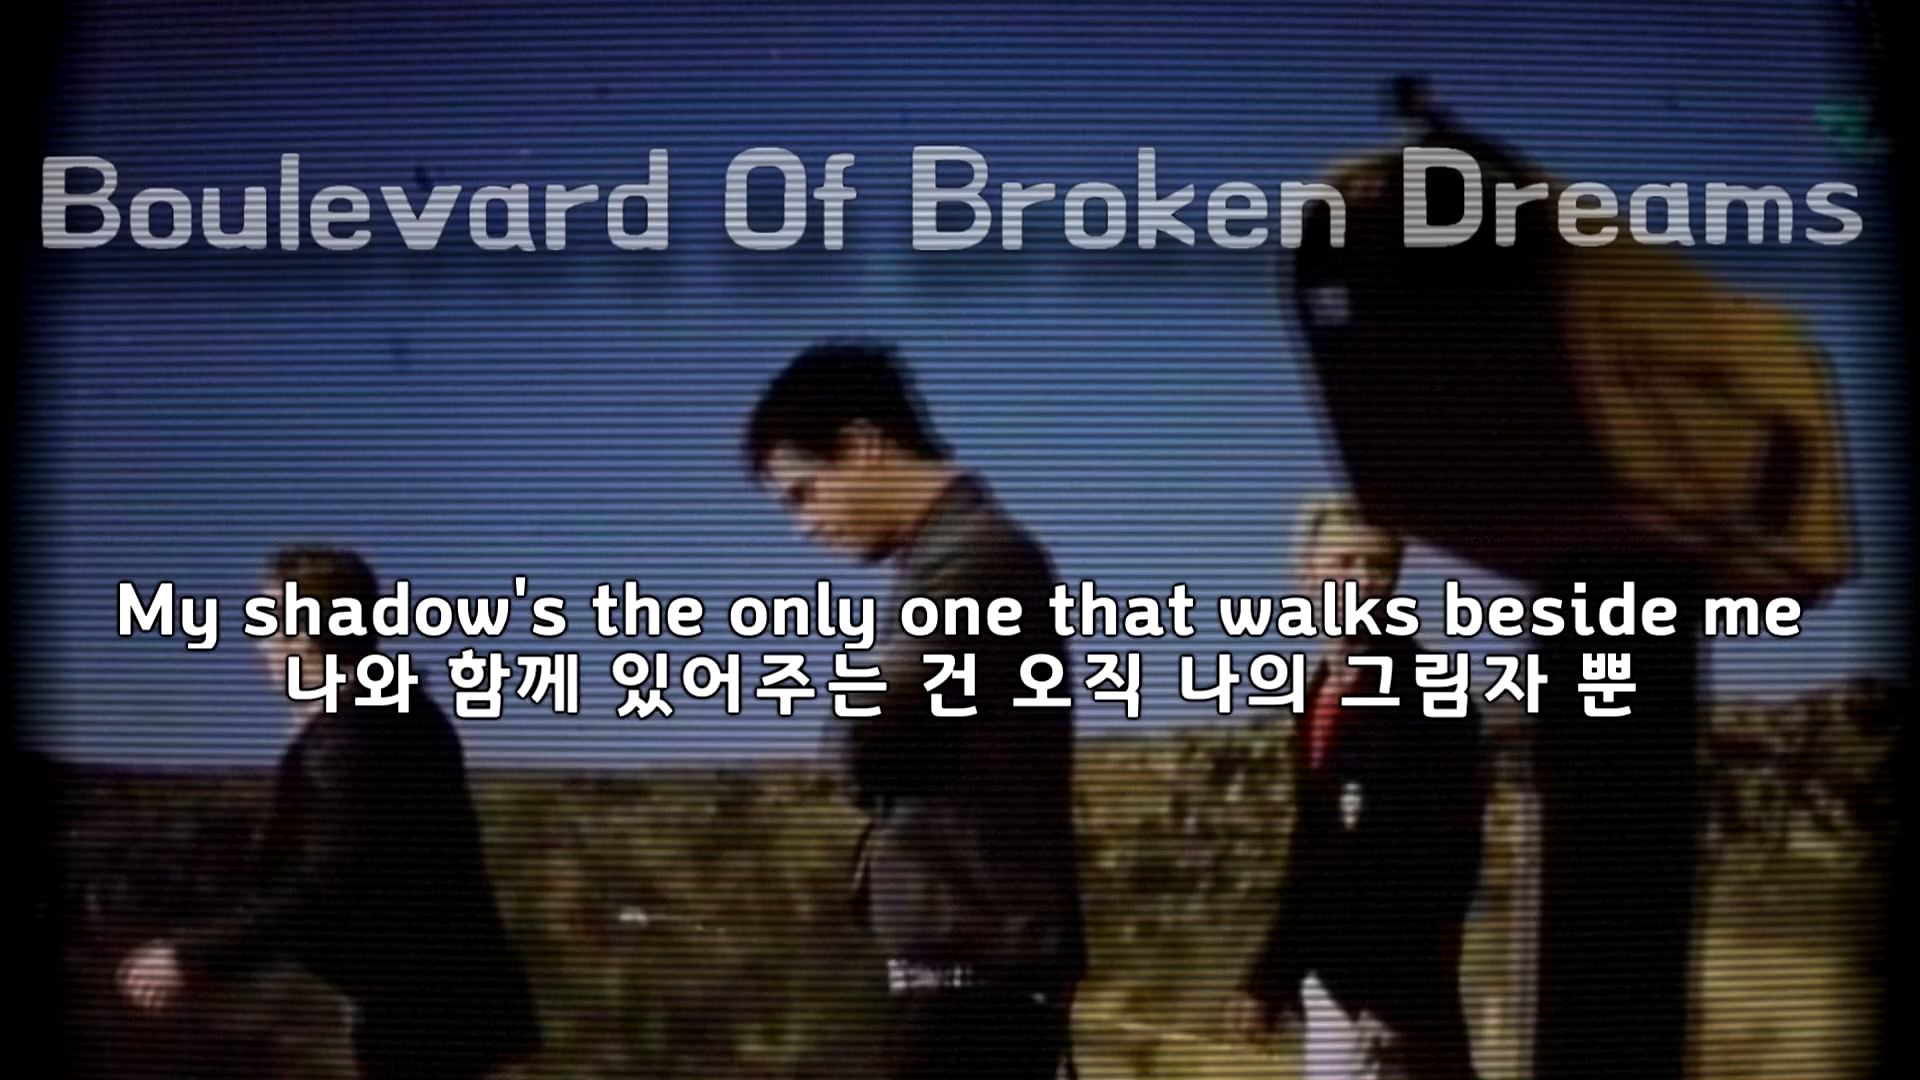 Boulevard Of Broken Dreams
My shadow's the only one that walks beside me
나와 함께 있어주는 건 오직 나의 그림자 뿐